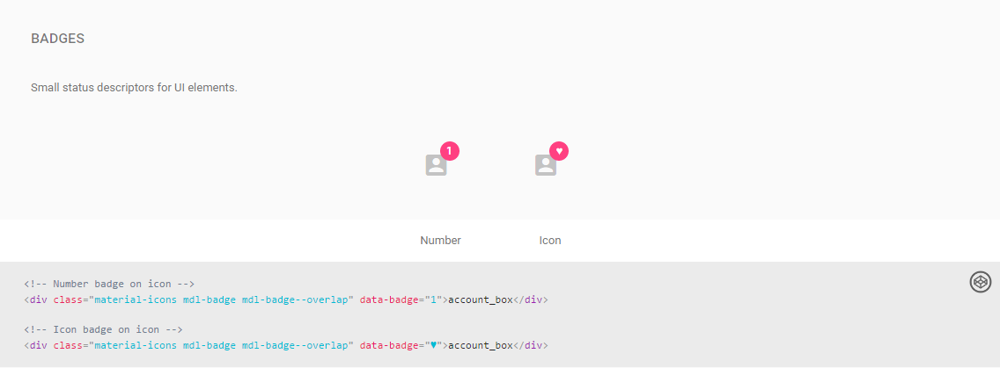 BADGES
Small status descriptors for UI elements.
1 ♥
Number Icon
<!-- Number badge on icon -->
<div class="material-icons mdl-badge mdl-badge--overlap" data-badge="1">account_box</div>
<!-- Icon badge on icon -->
<div class="material-icons mdl-badge mdl-badge--overlap" data-badge="♥">account_box</div>